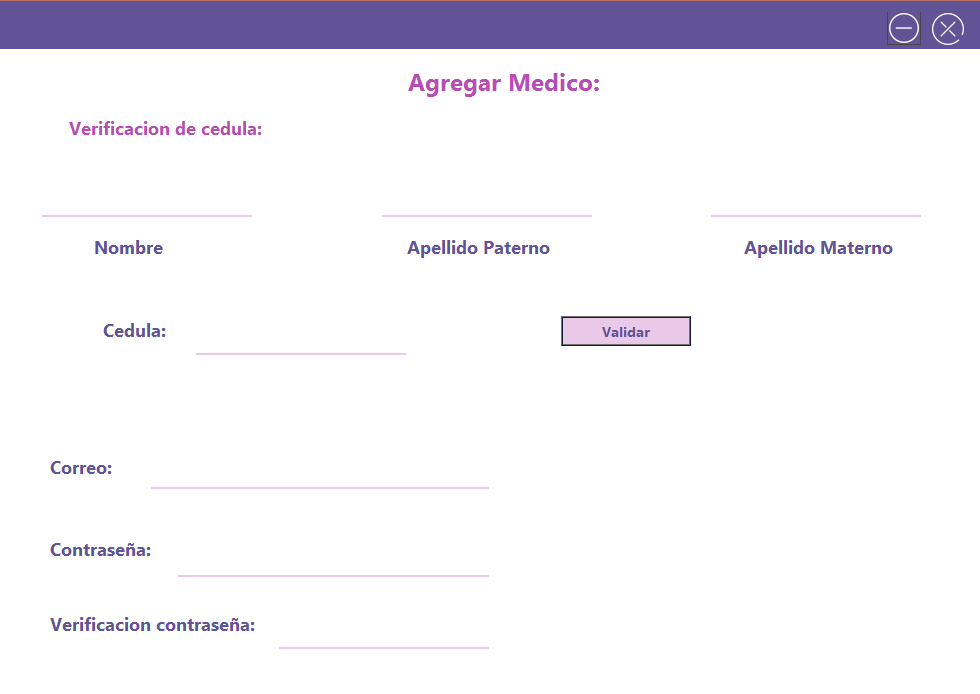 Agregar Medico:
Verificacion de cedula:
Nombre Apellido Paterno Apellido Materno
Cedula: Validar
Correo:
Contraseña:
Verificacion contraseña: